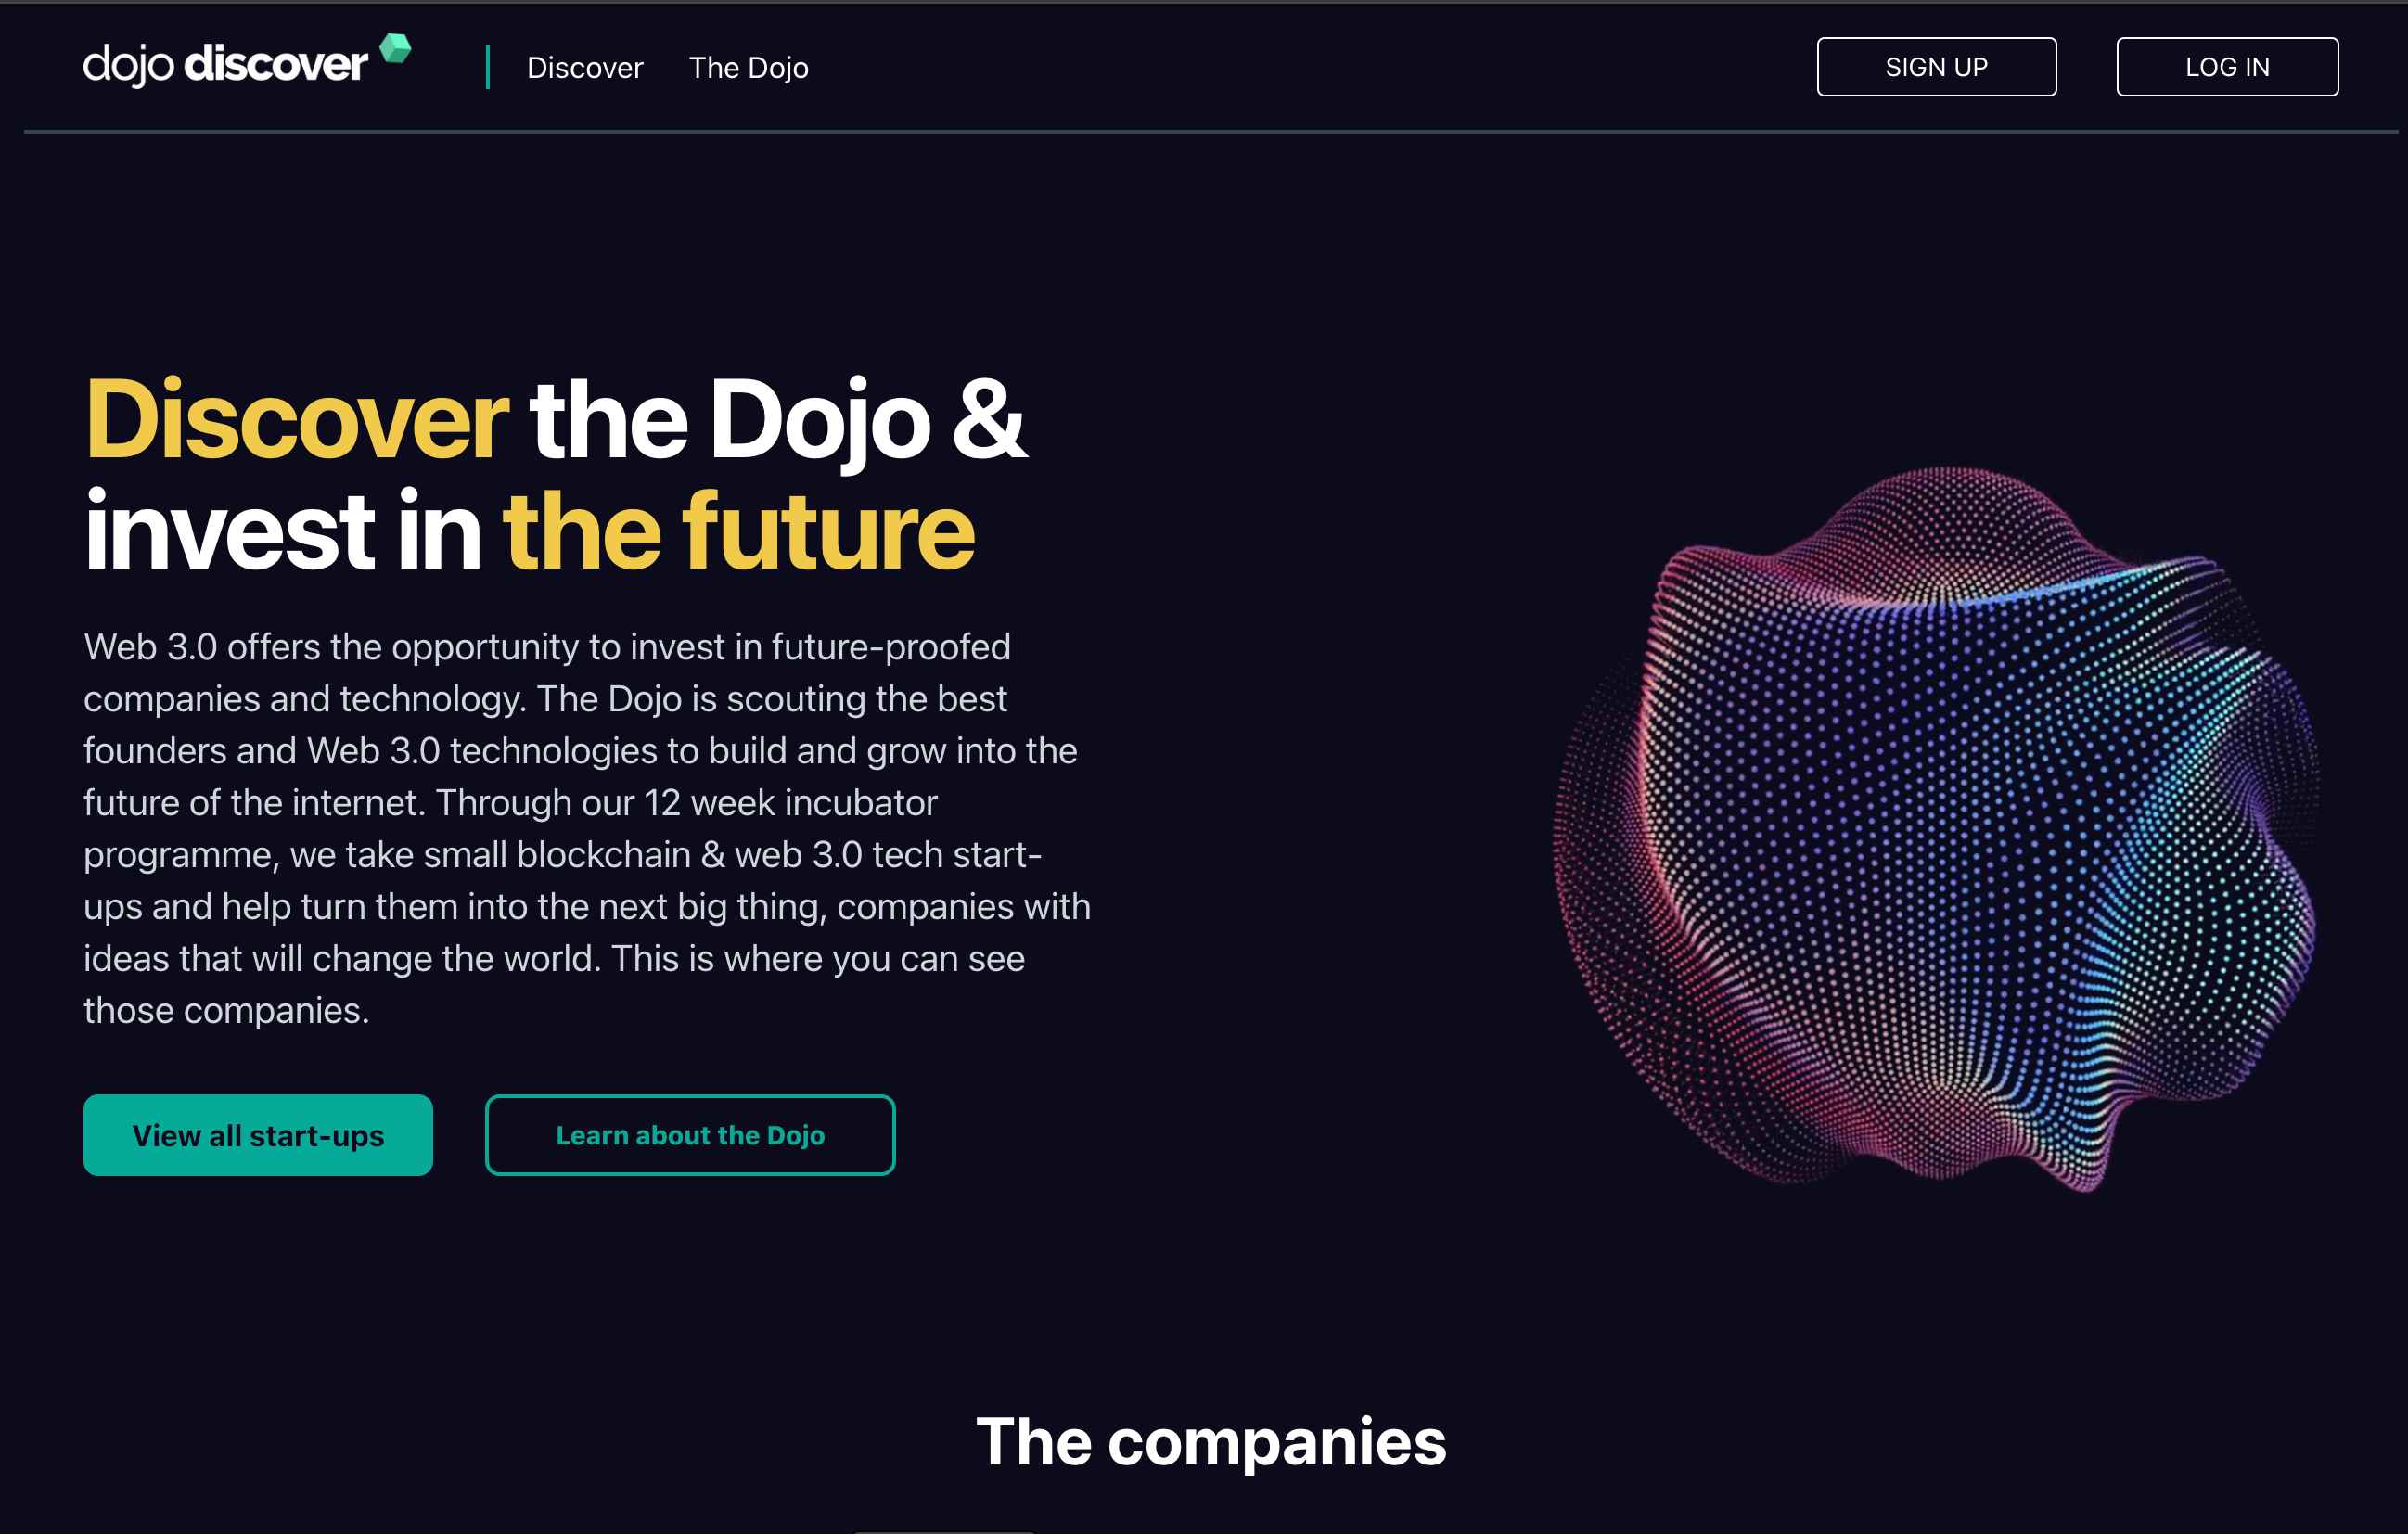 dojo discover
Discover
The Dojo
SIGN UP
LOG IN
Discover the Dojo &
invest in the future
Web 3.0 offers the opportunity to invest in future-proofed
companies and technology. The Dojo is scouting the best
founders and Web 3.0 technologies to build and grow into the
future of the internet. Through our 12 week incubator
programme, we take small blockchain & web 3.0 tech start-
ups and help turn them into the next big thing, companies with
ideas that will change the world. This is where you can see
those companies.
View all start-ups
Learn about the Dojo
The companies